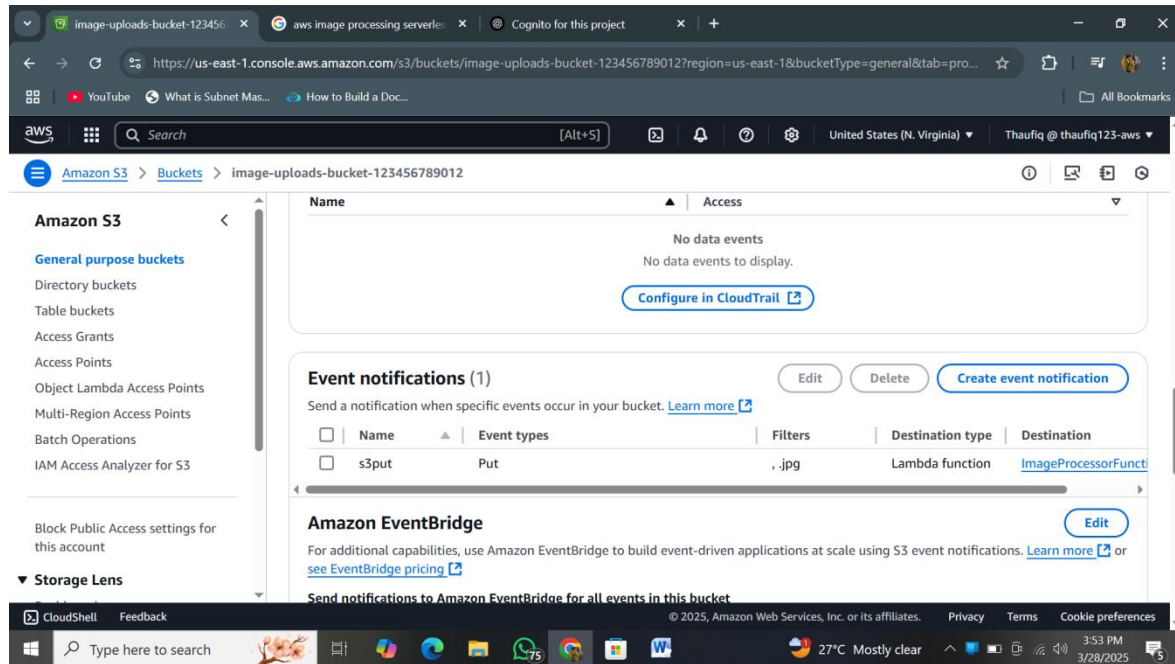 image-uploads-bucket-123456
aws image processing serverles
Cognito for this project
https://us-east-1.console.aws.amazon.com/s3/buckets/image-uploads-bucket-123456789012?region=us-east-1&bucketType=general&tab=pro...
YouTube What is Subnet Mas... How to Build a Doc... All Bookmarks
aws Search [Alt+S] United States (N. Virginia) ▼ Thaufiq @ thaufiq123-aws ▼
Amazon S3 > Buckets > image-uploads-bucket-123456789012
Amazon S3
General purpose buckets
Directory buckets
Table buckets
Access Grants
Access Points
Object Lambda Access Points
Multi-Region Access Points
Batch Operations
IAM Access Analyzer for S3
Block Public Access settings for
this account
▼ Storage Lens
Name Access
No data events
No data events to display.
Configure in CloudTrail
Event notifications (1) Edit Delete Create event notification
Send a notification when specific events occur in your bucket. Learn more
Name Event types Filters Destination type Destination
s3put Put , .jpg Lambda function ImageProcessorFuncti
Amazon EventBridge Edit
For additional capabilities, use Amazon EventBridge to build event-driven applications at scale using S3 event notifications. Learn more or
see EventBridge pricing
Send notifications to Amazon EventBridge for all events in this bucket
CloudShell Feedback © 2025, Amazon Web Services, Inc. or its affiliates. Privacy Terms Cookie preferences
Type here to search 75 27°C Mostly clear 3:53 PM
3/28/2025 5